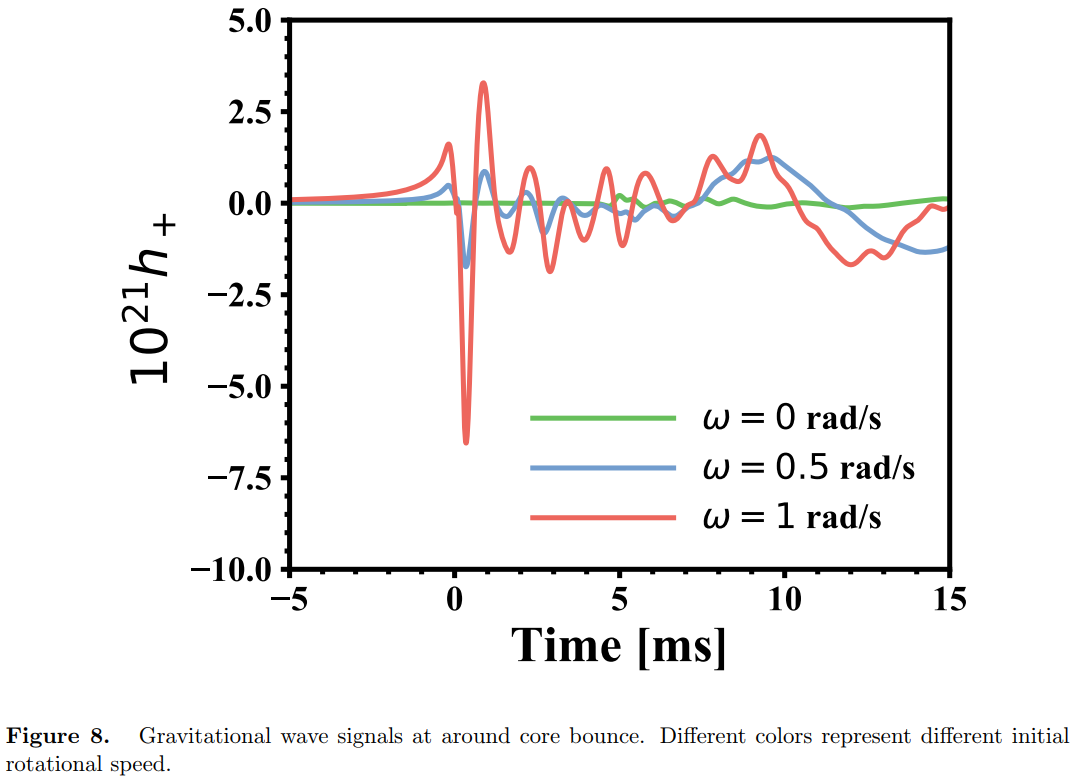 5.0
2.5
0.0
−2.5
−5.0
−7.5
−10.0
10²¹h₊
ω = 0 rad/s
ω = 0.5 rad/s
ω = 1 rad/s
−5 0 5 10 15
Time [ms]
Figure 8. Gravitational wave signals at around core bounce. Different colors represent different initial
rotational speed.